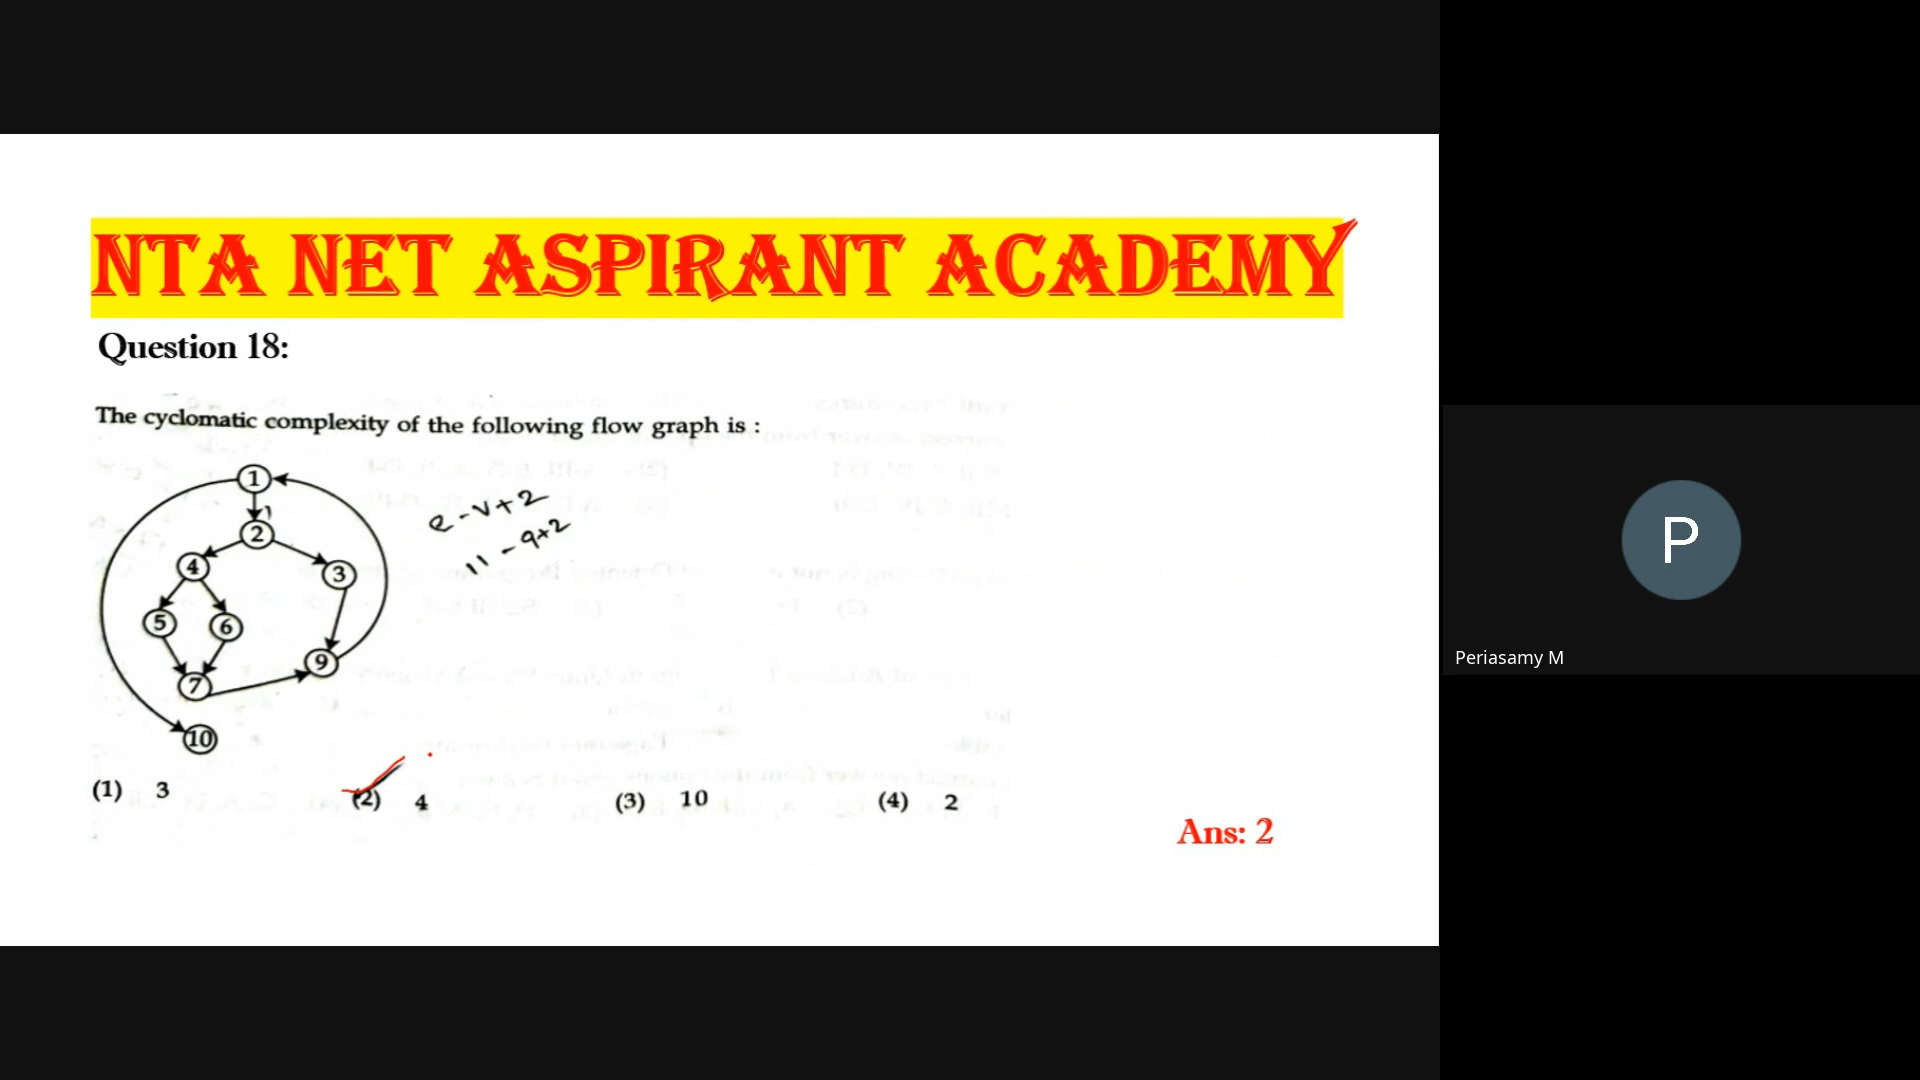 NTA NET ASPIRANT ACADEMY
Question 18:
The cyclomatic complexity of the following flow graph is :
1
2
4
3
5
6
9
7
10
e-v+2
11-9+2
(1) 3 (2) 4 (3) 10 (4) 2
Ans: 2
P
Periasamy M